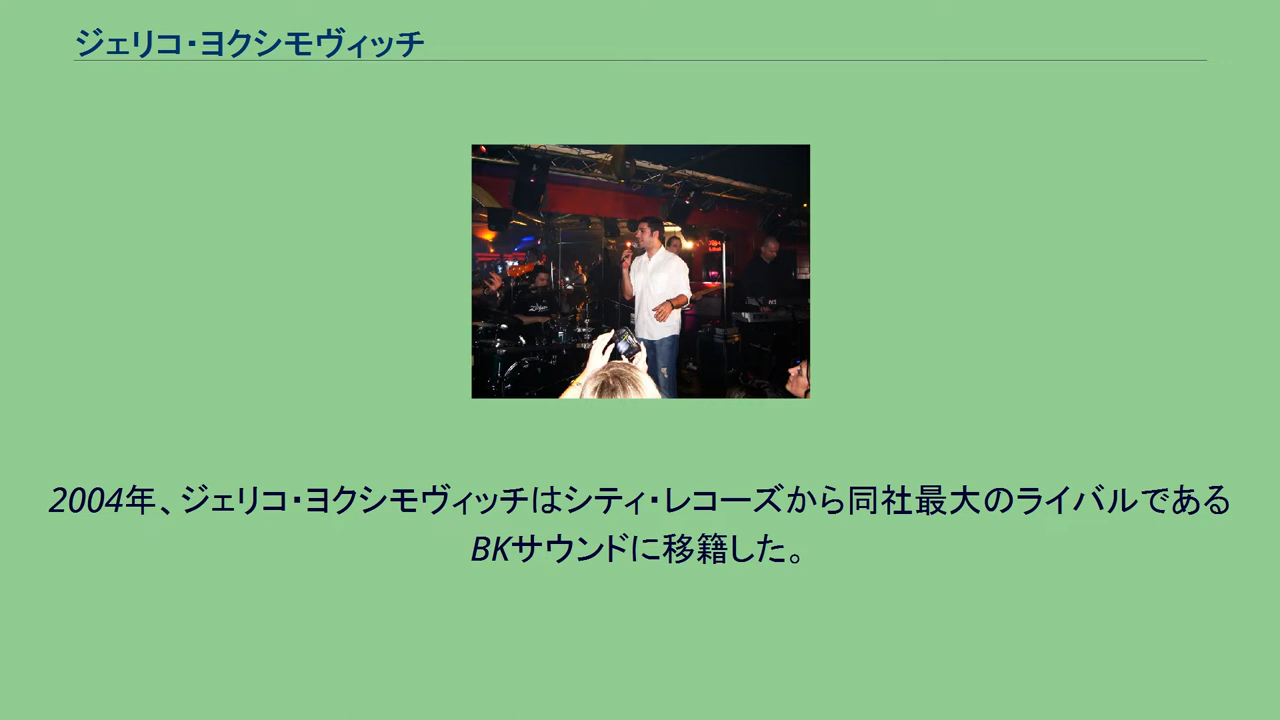 ジェリコ・ヨクシモヴィッチ
2004年、ジェリコ・ヨクシモヴィッチはシティ・レコーズから同社最大のライバルである
BKサウンドに移籍した。